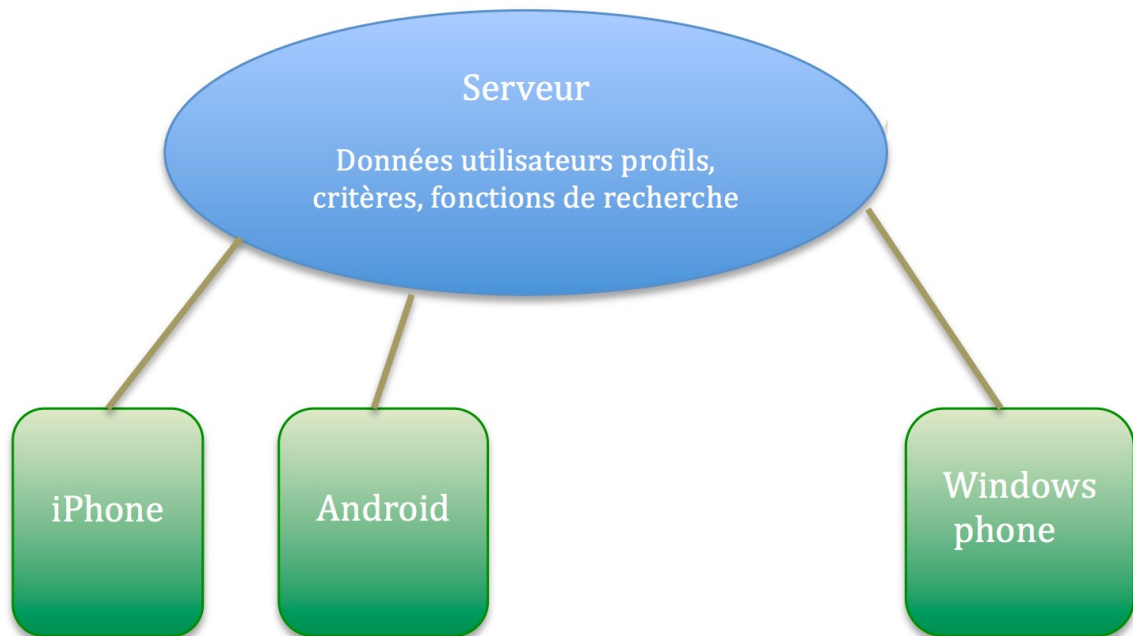 Serveur
Données utilisateurs profils,
critères, fonctions de recherche
iPhone
Android
Windows
phone